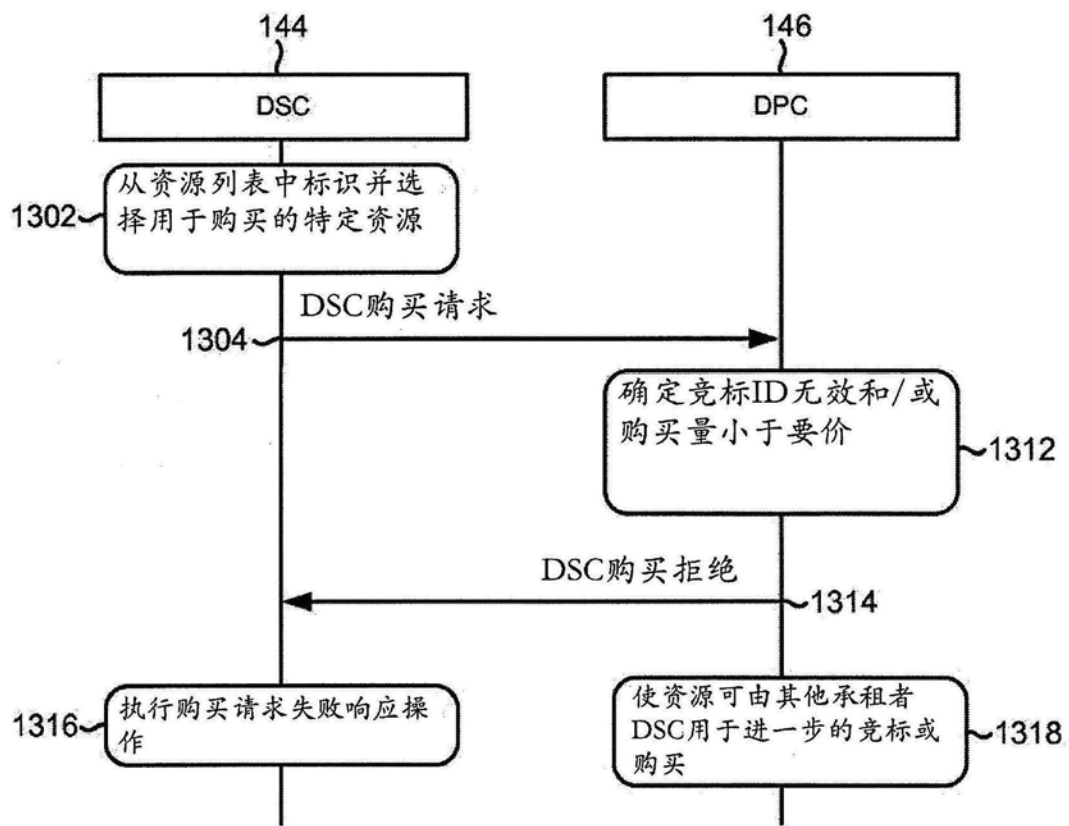 144
146
DSC
DPC
从资源列表中标识并选
择用于购买的特定资源
1302
DSC购买请求
1304
确定竞标ID无效和/或
购买量小于要价
1312
DSC购买拒绝
1314
执行购买请求失败响应操
作
1316
使资源可由其他承租者
DSC用于进一步的竞标或
购买
1318